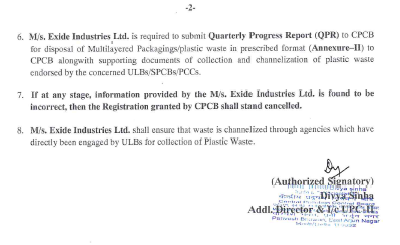 -2-
6. M/s. Exide Industries Ltd. is required to submit Quarterly Progress Report (QPR) to CPCB
for disposal of Multilayered Packagings/plastic waste in prescribed format (Annexure–II) to
CPCB alongwith supporting documents of collection and channelization of plastic waste
endorsed by the concerned ULBs/SPCBs/PCCs.
7. If at any stage, information provided by the M/s. Exide Industries Ltd. is found to be
incorrect, then the Registration granted by CPCB shall stand cancelled.
8. M/s. Exide Industries Ltd. shall ensure that waste is channelized through agencies which have
directly been engaged by ULBs for collection of Plastic Waste.
(Authorized Signatory)
Divya Sinha
Addl. Director & I/c UPC-II